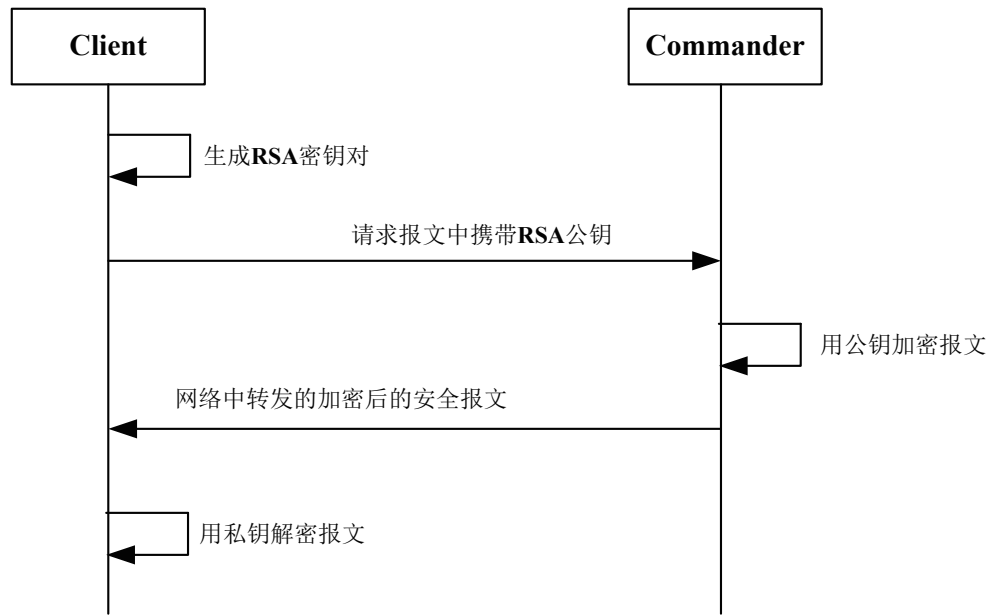 Client
Commander
生成RSA密钥对
请求报文中携带RSA公钥
用公钥加密报文
网络中转发的加密后的安全报文
用私钥解密报文